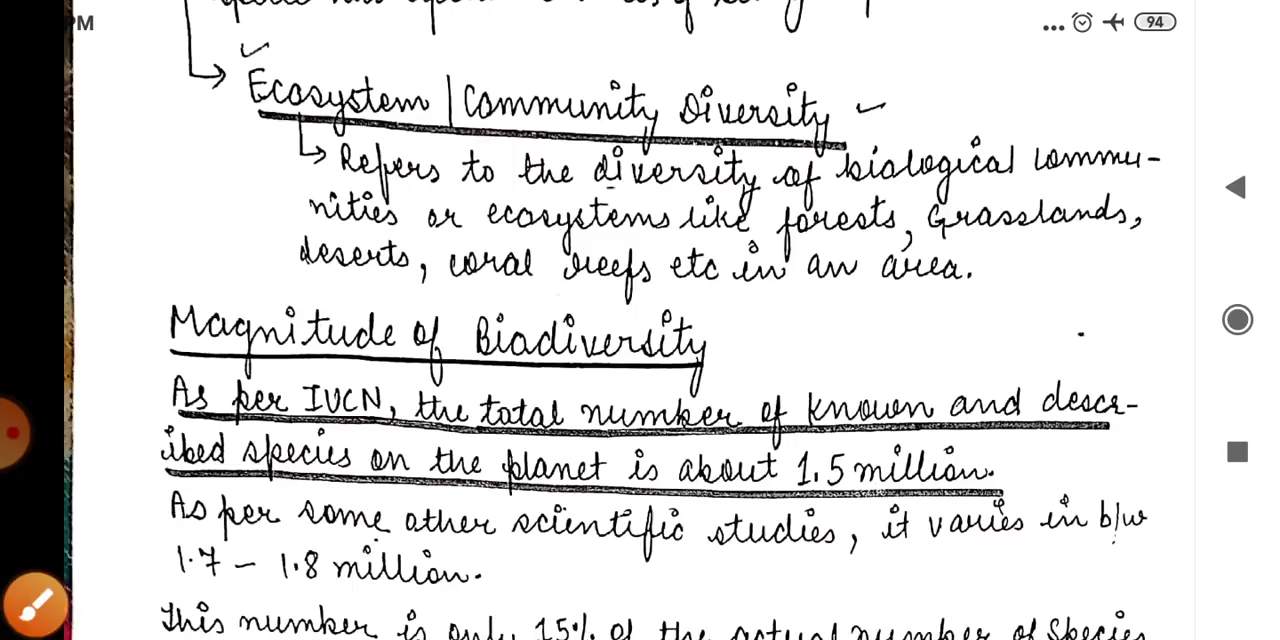 PM
94
Ecosystem | Community Diversity
Refers to the diversity of biological commu-
nities or ecosystems like forests, Grasslands,
deserts, coral reefs etc in an area.
Magnitude of Biodiversity
As per IUCN, the total number of known and descr-
ibed species on the planet is about 1.5 million.
As per some other scientific studies, it varies in b/w
1.7 - 1.8 million.
This number is only 15% of the actual number of species